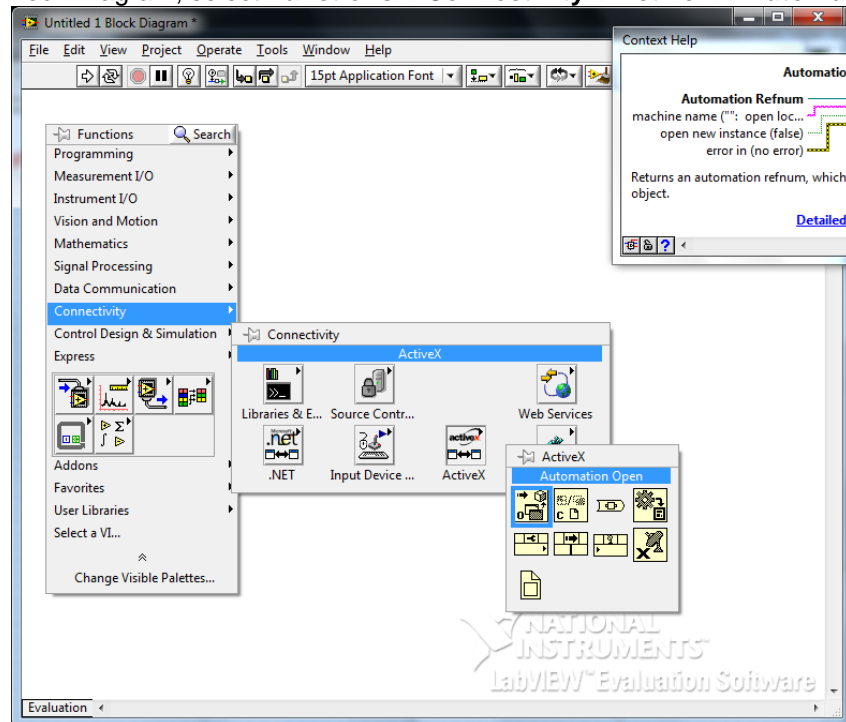 Untitled 1 Block Diagram *
File Edit View Project Operate Tools Window Help
15pt Application Font
Functions Search
Programming
Measurement I/O
Instrument I/O
Vision and Motion
Mathematics
Signal Processing
Data Communication
Connectivity
Control Design & Simulation
Express
Addons
Favorites
User Libraries
Select a VI...
Change Visible Palettes...
Connectivity
ActiveX
Libraries & E... Source Contr... Web Services
.NET Input Device ... ActiveX
ActiveX
Automation Open
Context Help
Automatio
Automation Refnum
machine name ("": open loc...
open new instance (false)
error in (no error)
Returns an automation refnum, which
object.
Detailed
NATIONAL
INSTRUMENTS
LabVIEW™ Evaluation Software
Evaluation